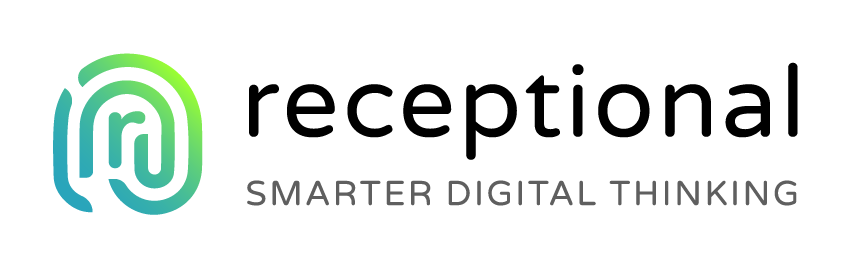 receptional
SMARTER DIGITAL THINKING